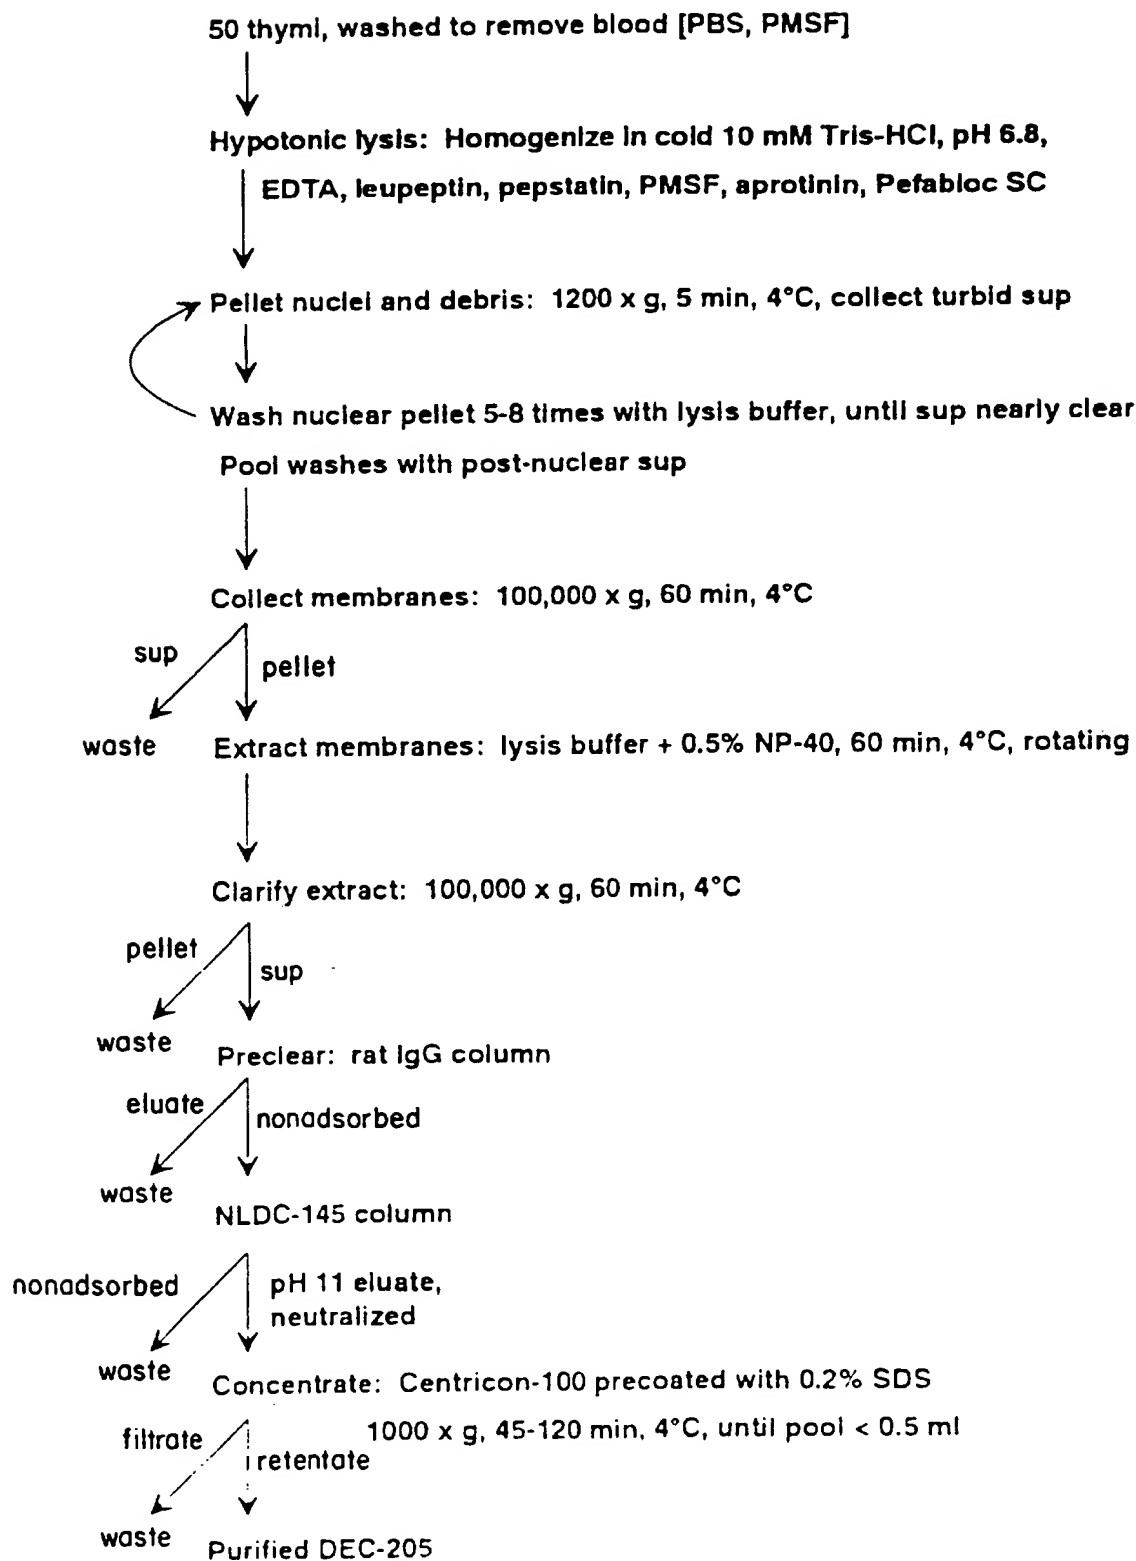 50 thymi, washed to remove blood [PBS, PMSF]
Hypotonic lysis: Homogenize in cold 10 mM Tris-HCl, pH 6.8,
EDTA, leupeptin, pepstatin, PMSF, aprotinin, Pefabloc SC
Pellet nuclei and debris: 1200 x g, 5 min, 4°C, collect turbid sup
Wash nuclear pellet 5-8 times with lysis buffer, until sup nearly clear
Pool washes with post-nuclear sup
Collect membranes: 100,000 x g, 60 min, 4°C
sup
pellet
waste
Extract membranes: lysis buffer + 0.5% NP-40, 60 min, 4°C, rotating
Clarify extract: 100,000 x g, 60 min, 4°C
pellet
sup
waste
Preclear: rat IgG column
eluate
nonadsorbed
waste
NLDC-145 column
nonadsorbed
pH 11 eluate,
neutralized
waste
Concentrate: Centricon-100 precoated with 0.2% SDS
1000 x g, 45-120 min, 4°C, until pool < 0.5 ml
filtrate
retentate
waste
Purified DEC-205